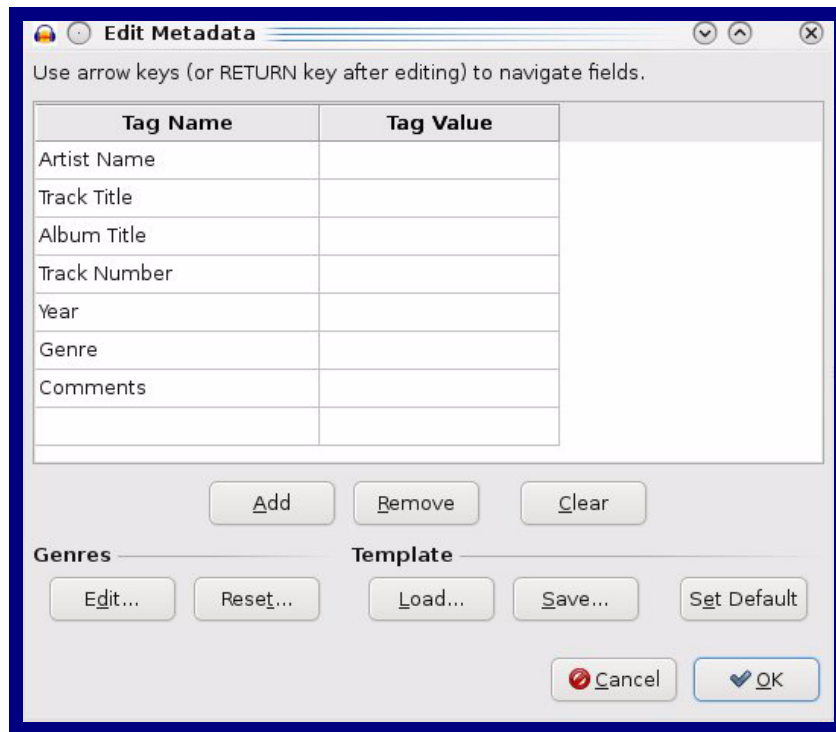 Edit Metadata
Use arrow keys (or RETURN key after editing) to navigate fields.
Tag Name Tag Value
Artist Name
Track Title
Album Title
Track Number
Year
Genre
Comments
Add Remove Clear
Genres Template
Edit... Reset... Load... Save... Set Default
Cancel OK